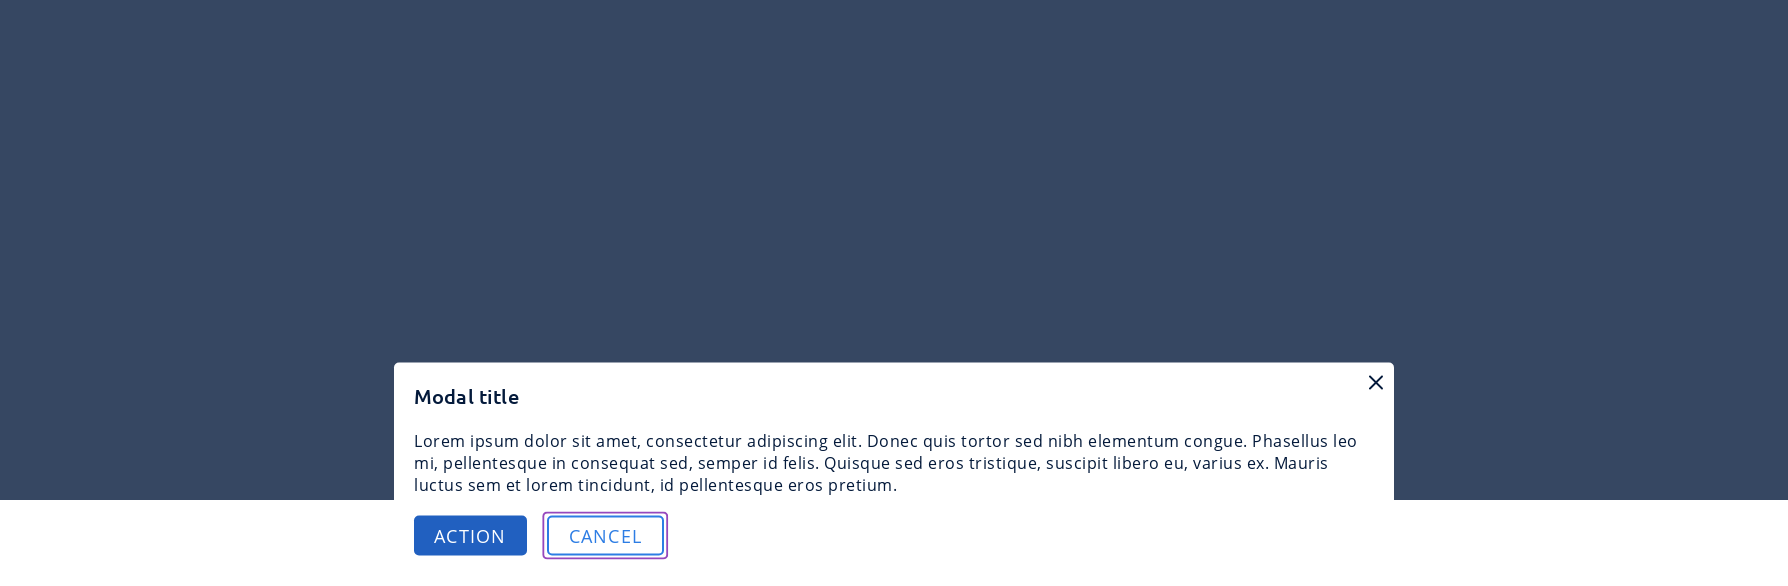 Modal title
Lorem ipsum dolor sit amet, consectetur adipiscing elit. Donec quis tortor sed nibh elementum congue. Phasellus leo
mi, pellentesque in consequat sed, semper id felis. Quisque sed eros tristique, suscipit libero eu, varius ex. Mauris
luctus sem et lorem tincidunt, id pellentesque eros pretium.
ACTION CANCEL